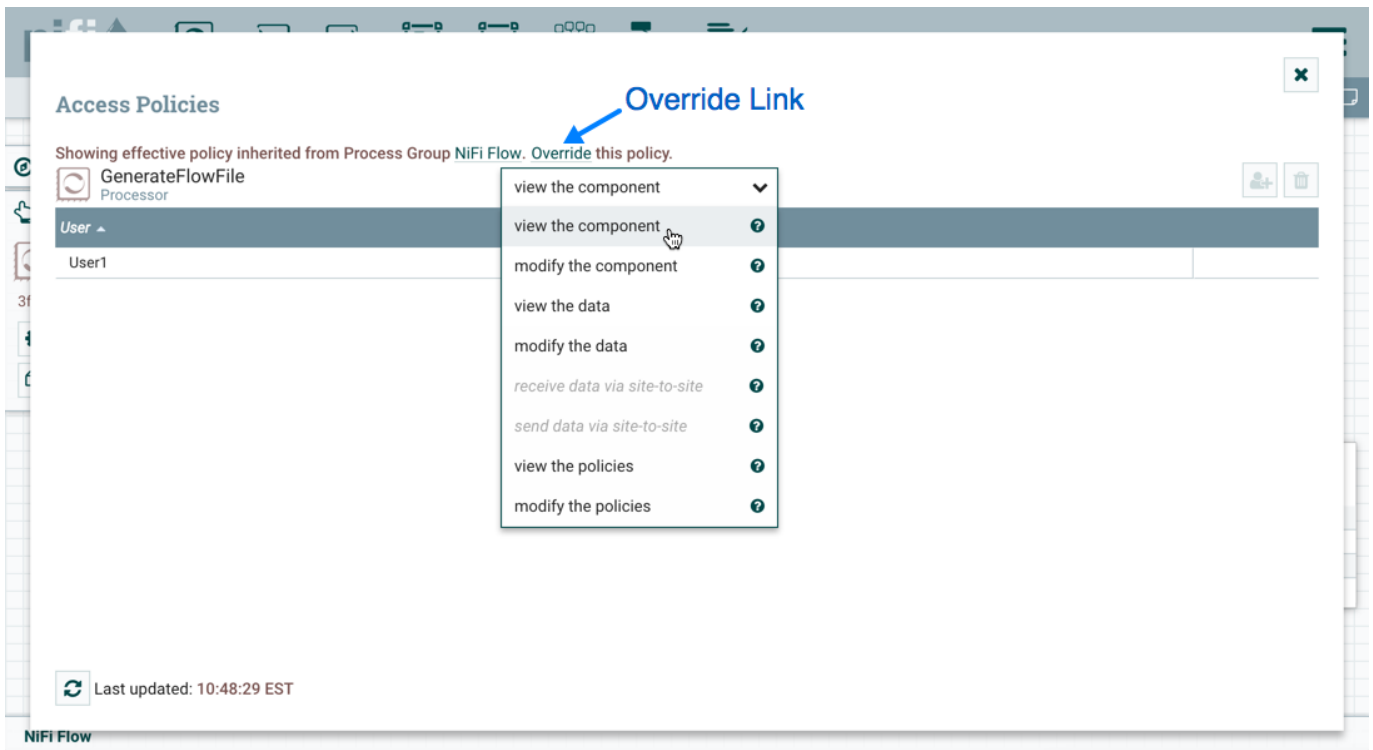 Access Policies
Override Link
Showing effective policy inherited from Process Group NiFi Flow. Override this policy.
GenerateFlowFile
Processor
view the component
User
view the component
modify the component
User1
view the data
modify the data
receive data via site-to-site
send data via site-to-site
view the policies
modify the policies
Last updated: 10:48:29 EST
NiFi Flow